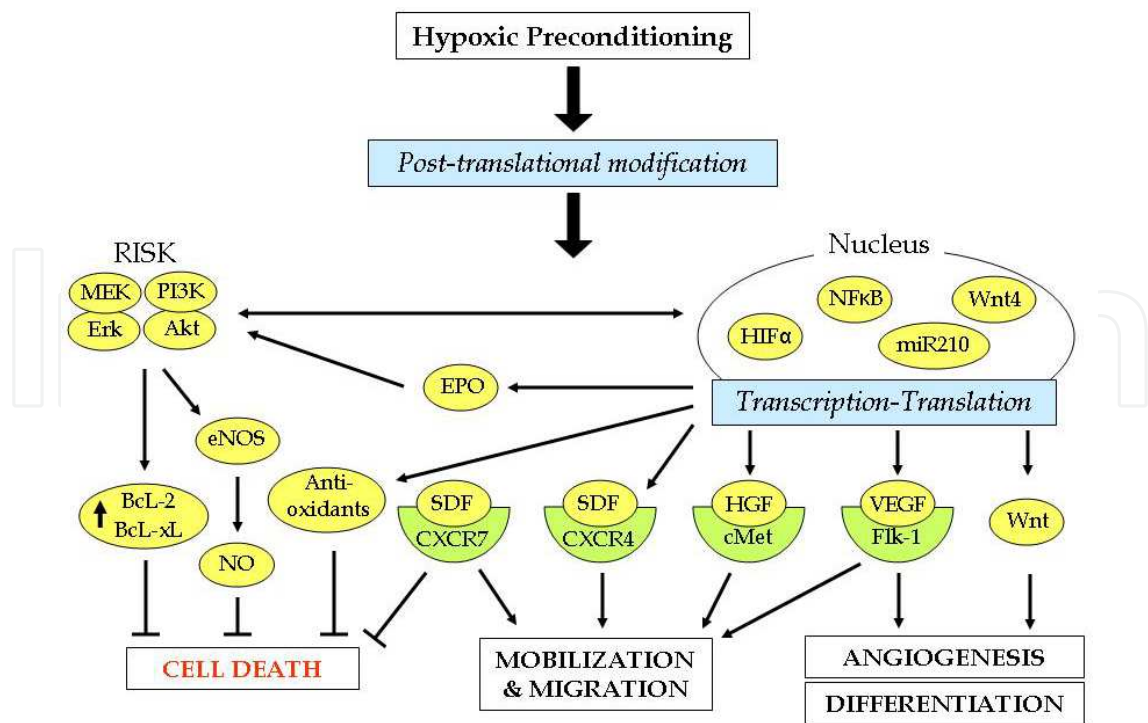 Hypoxic Preconditioning
Post-translational modification
RISK
MEK
PI3K
Erk
Akt
Nucleus
NFκB
Wnt4
HIFα
miR210
EPO
Transcription-Translation
eNOS
BcL-2
BcL-xL
NO
Anti-
oxidants
SDF
CXCR7
SDF
CXCR4
HGF
cMet
VEGF
Flk-1
Wnt
CELL DEATH
MOBILIZATION
& MIGRATION
ANGIOGENESIS
DIFFERENTIATION